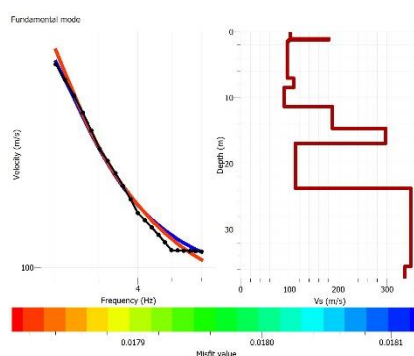 Fundamental mode
Velocity (m/s)
100
4
Frequency (Hz)
Depth (m)
0
10
20
30
0
100
200
300
Vs (m/s)
0.0179
0.0180
0.0181
Misfit value